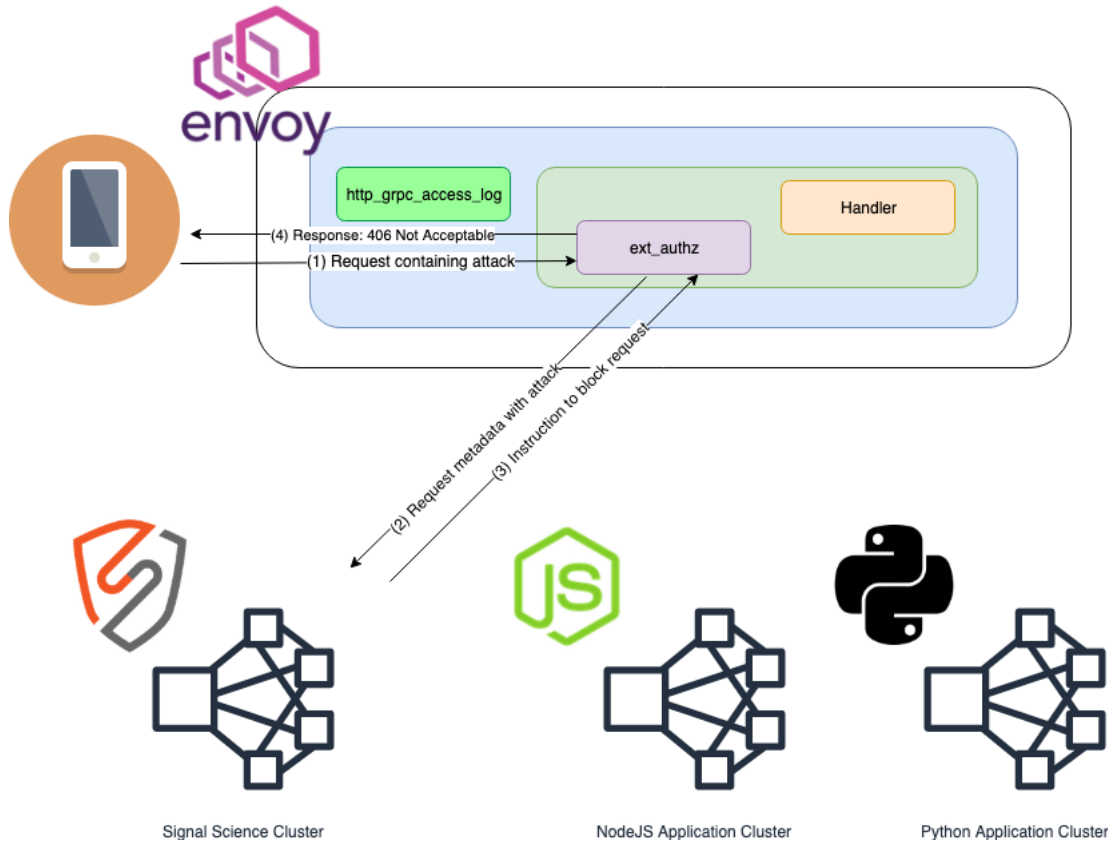 envoy
http_grpc_access_log
Handler
(4) Response: 406 Not Acceptable
ext_authz
(1) Request containing attack
(2) Request metadata with attack
(3) Instruction to block request
JS
Signal Science Cluster
NodeJS Application Cluster
Python Application Cluster